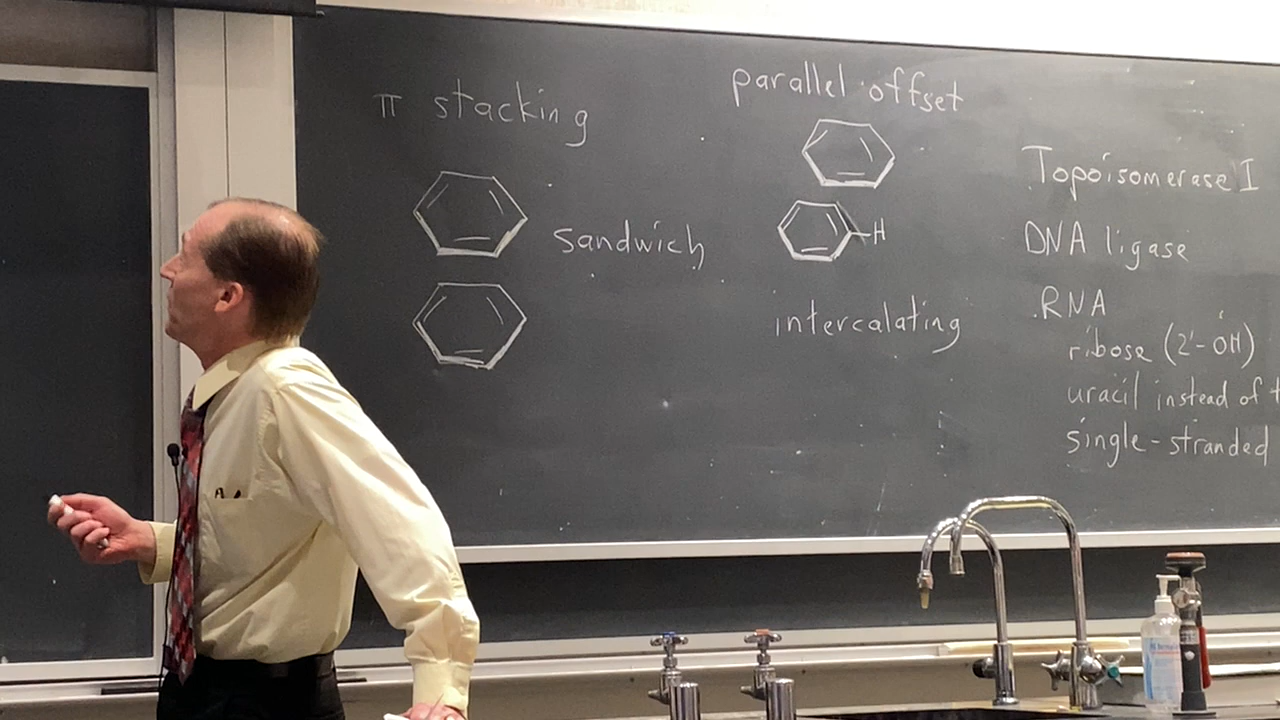 π stacking
sandwich
parallel offset
H
intercalating
Topoisomerase I
DNA ligase
RNA
ribose (2'-OH)
uracil instead of
single-stranded